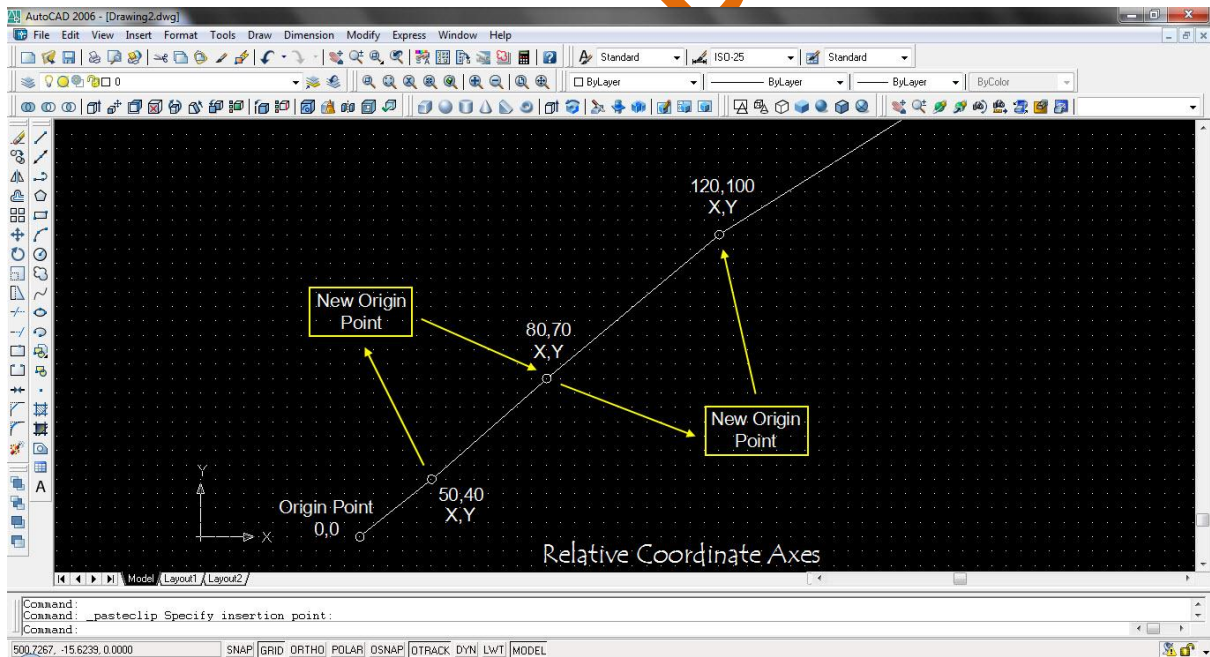 AutoCAD 2006 - [Drawing2.dwg]
File Edit View Insert Format Tools Draw Dimension Modify Express Window Help
Standard ISO-25 Standard
0 ByLayer ByLayer ByLayer ByColor
120,100
X,Y
New Origin
Point
80,70
X,Y
New Origin
Point
50,40
X,Y
Origin Point
0,0
Y
X
A
Relative Coordinate Axes
Model Layout1 Layout2
Command:
Command: _pasteclip Specify insertion point:
Command:
500.7267, -15.6239, 0.0000 SNAP GRID ORTHO POLAR OSNAP OTRACK DYN LWT MODEL